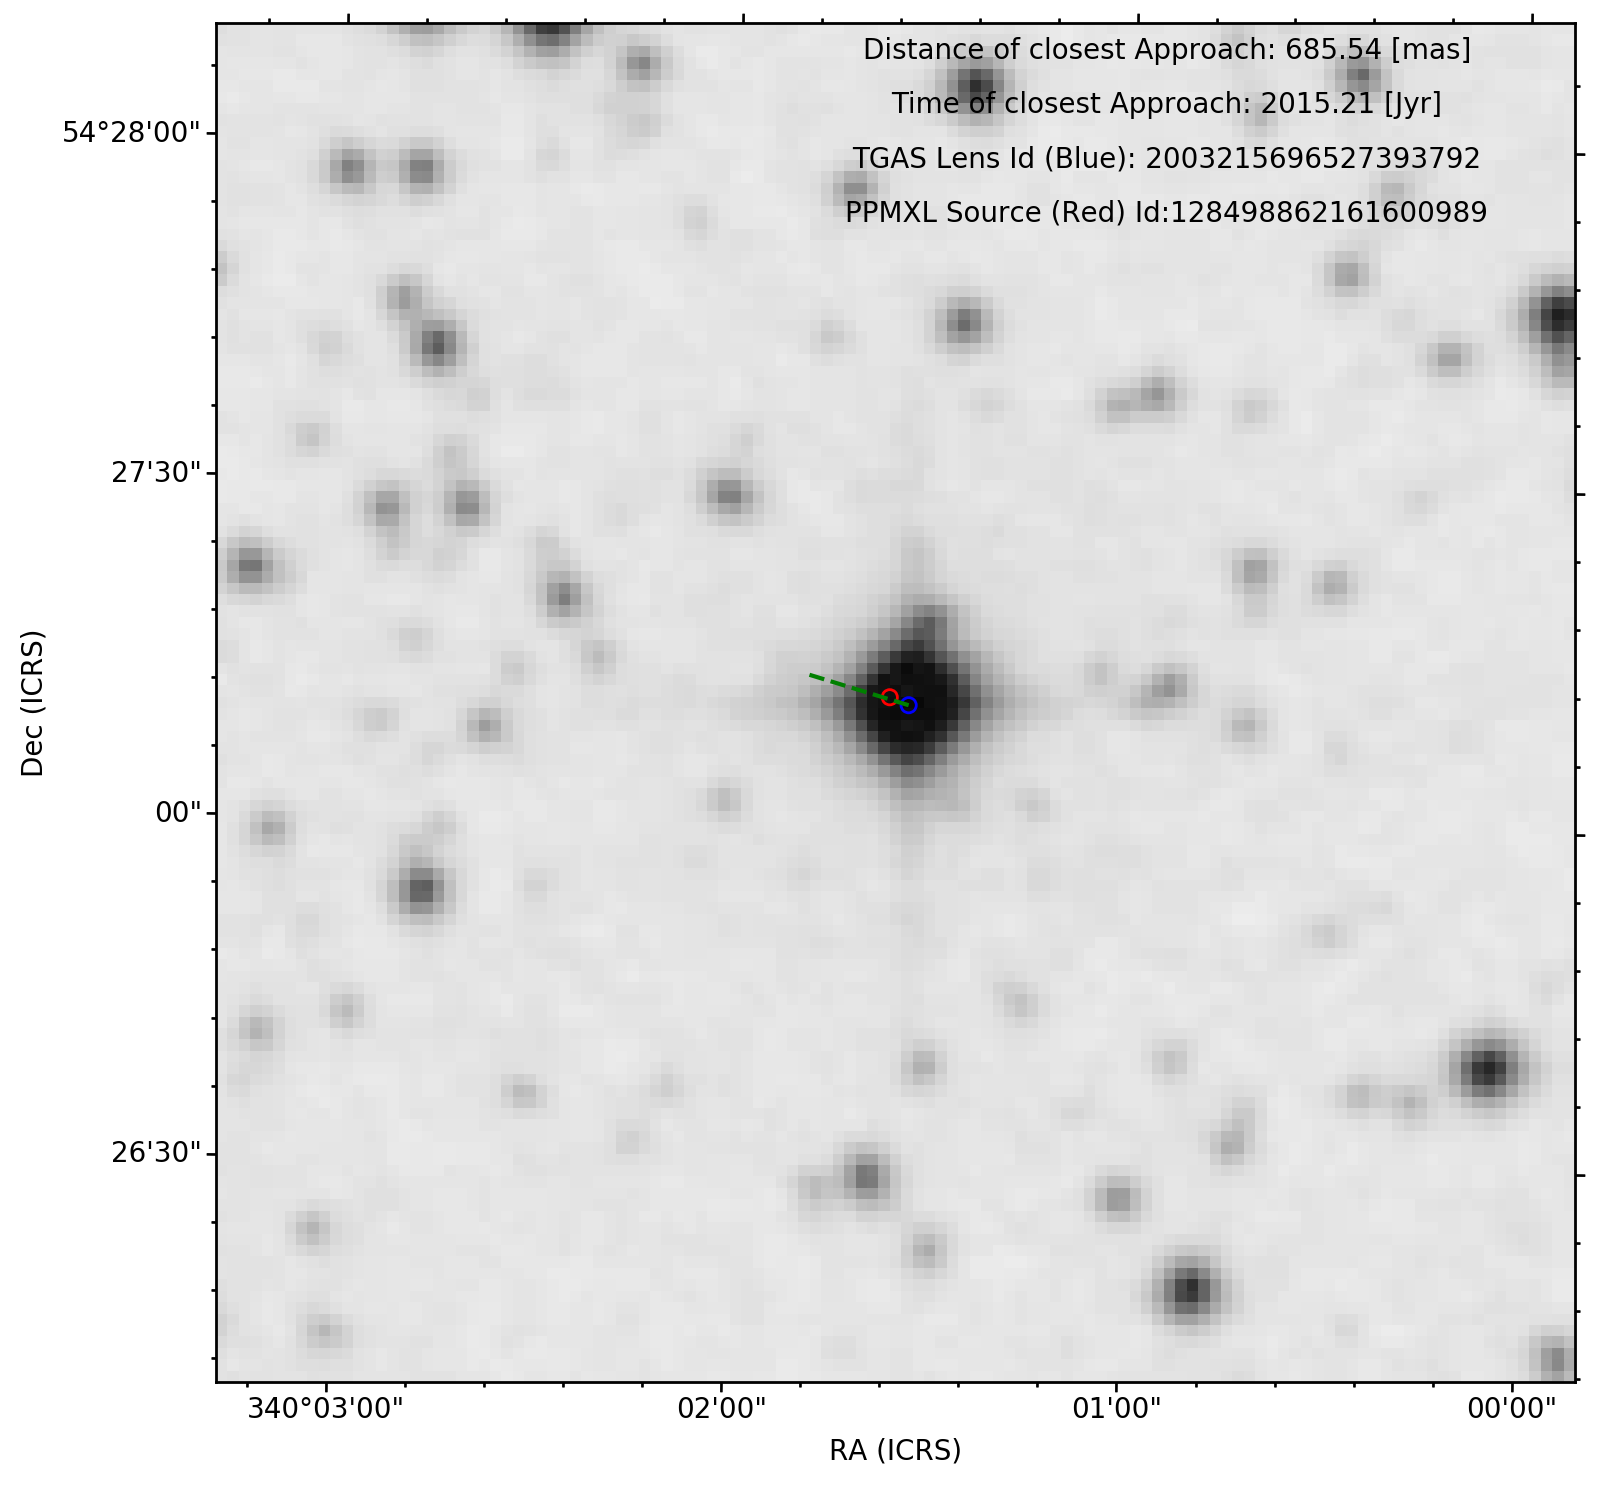 Distance of closest Approach: 685.54 [mas]
Time of closest Approach: 2015.21 [Jyr]
TGAS Lens Id (Blue): 2003215696527393792
PPMXL Source (Red) Id:128498862161600989
54°28'00"
27'30"
00"
26'30"
Dec (ICRS)
340°03'00"
02'00"
01'00"
00'00"
RA (ICRS)